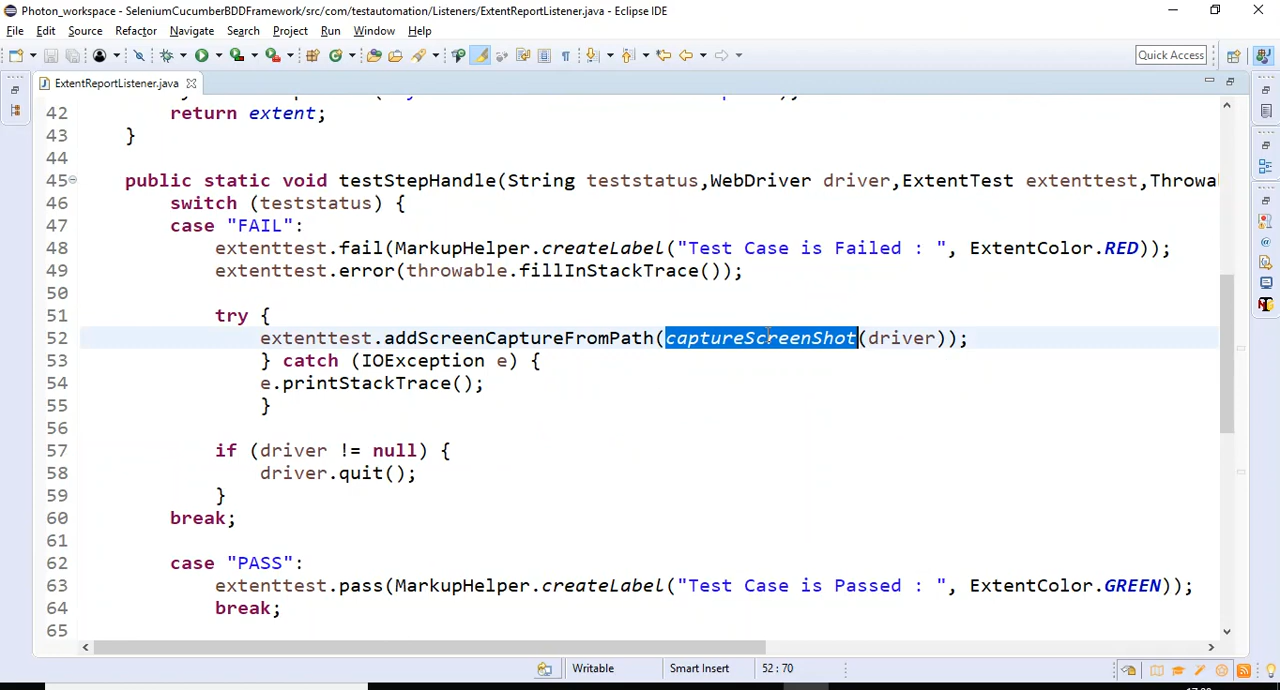 Photon_workspace - SeleniumCucumberBDDFramework/src/com/testautomation/Listeners/ExtentReportListener.java - Eclipse IDE
File Edit Source Refactor Navigate Search Project Run Window Help
Quick Access
ExtentReportListener.java
42 return extent;
43 }
44
45 public static void testStepHandle(String teststatus,WebDriver driver,ExtentTest extenttest,Throwa
46 switch (teststatus) {
47 case "FAIL":
48 extenttest.fail(MarkupHelper.createLabel("Test Case is Failed : ", ExtentColor.RED));
49 extenttest.error(throwable.fillInStackTrace());
50
51 try {
52 extenttest.addScreenCaptureFromPath(captureScreenShot(driver));
53 } catch (IOException e) {
54 e.printStackTrace();
55 }
56
57 if (driver != null) {
58 driver.quit();
59 }
60 break;
61
62 case "PASS":
63 extenttest.pass(MarkupHelper.createLabel("Test Case is Passed : ", ExtentColor.GREEN));
64 break;
65
Writable Smart Insert 52 : 70